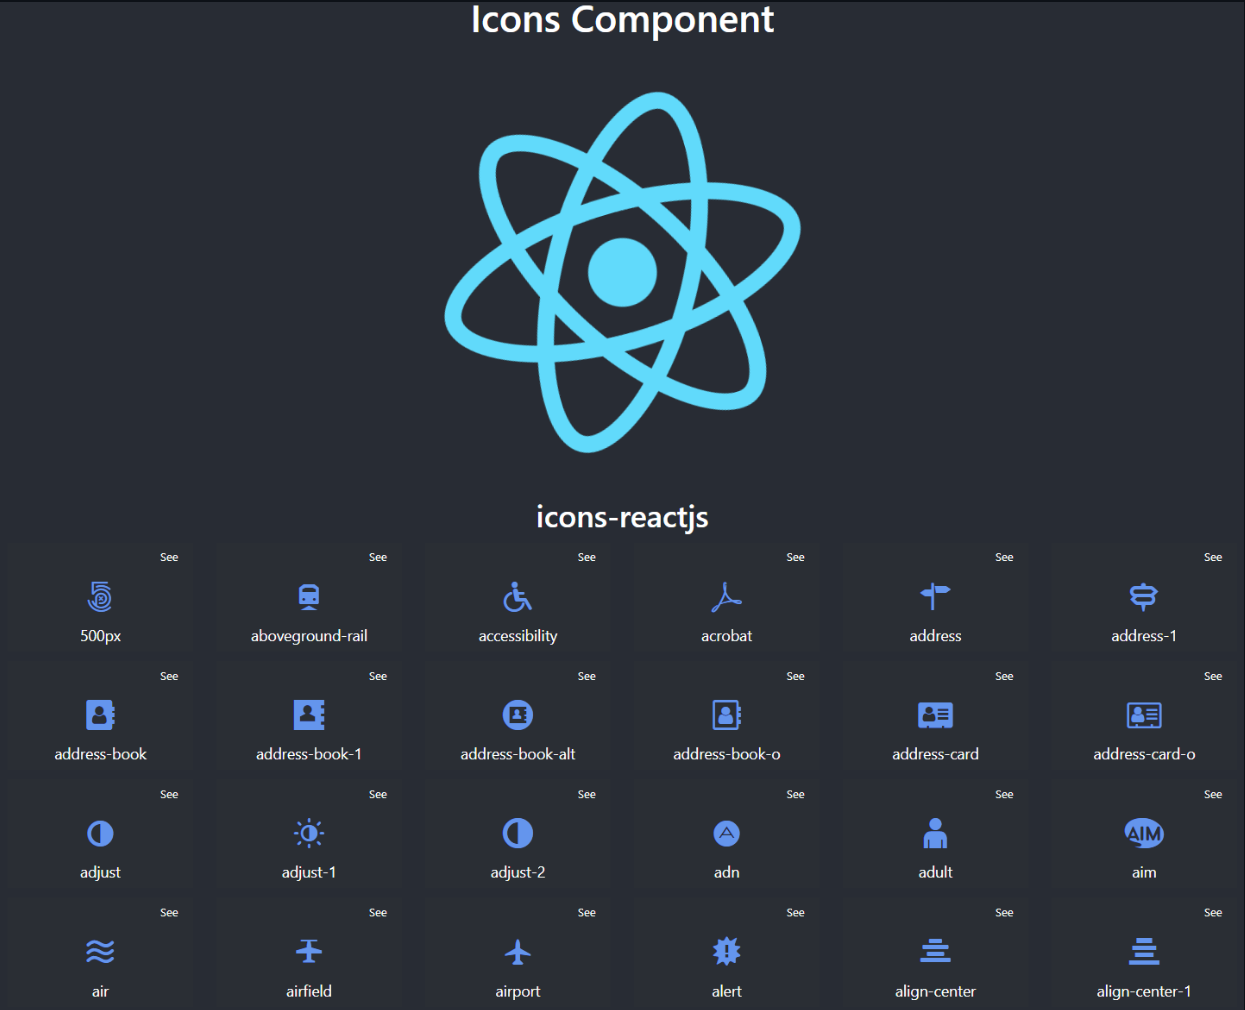 Icons Component
icons-reactjs
See See See See See See
500px aboveground-rail accessibility acrobat address address-1
See See See See See See
address-book address-book-1 address-book-alt address-book-o address-card address-card-o
See See See See See See
AIM
adjust adjust-1 adjust-2 adn adult aim
See See See See See See
air airfield airport alert align-center align-center-1